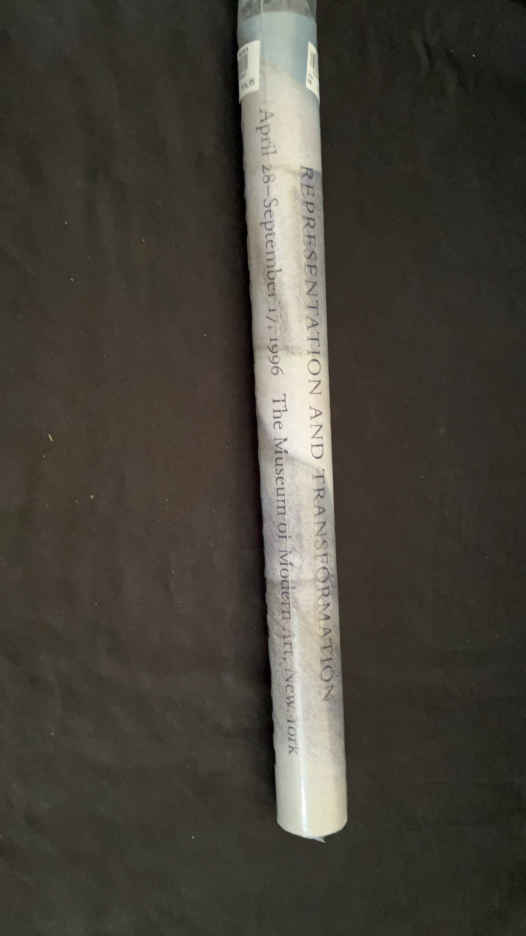 REPRESENTATION AND TRANSFORMATION
April 28–September 17, 1996 The Museum of Modern Art, New York